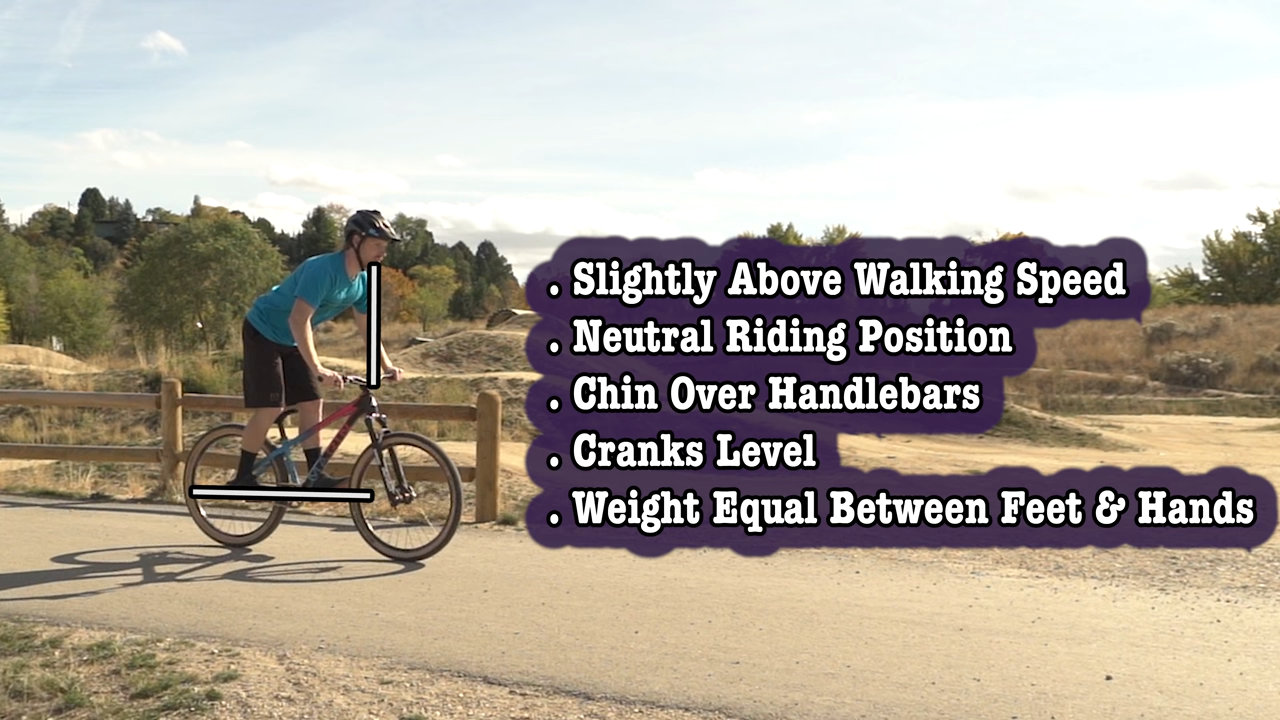 . Slightly Above Walking Speed
. Neutral Riding Position
. Chin Over Handlebars
. Cranks Level
. Weight Equal Between Feet & Hands